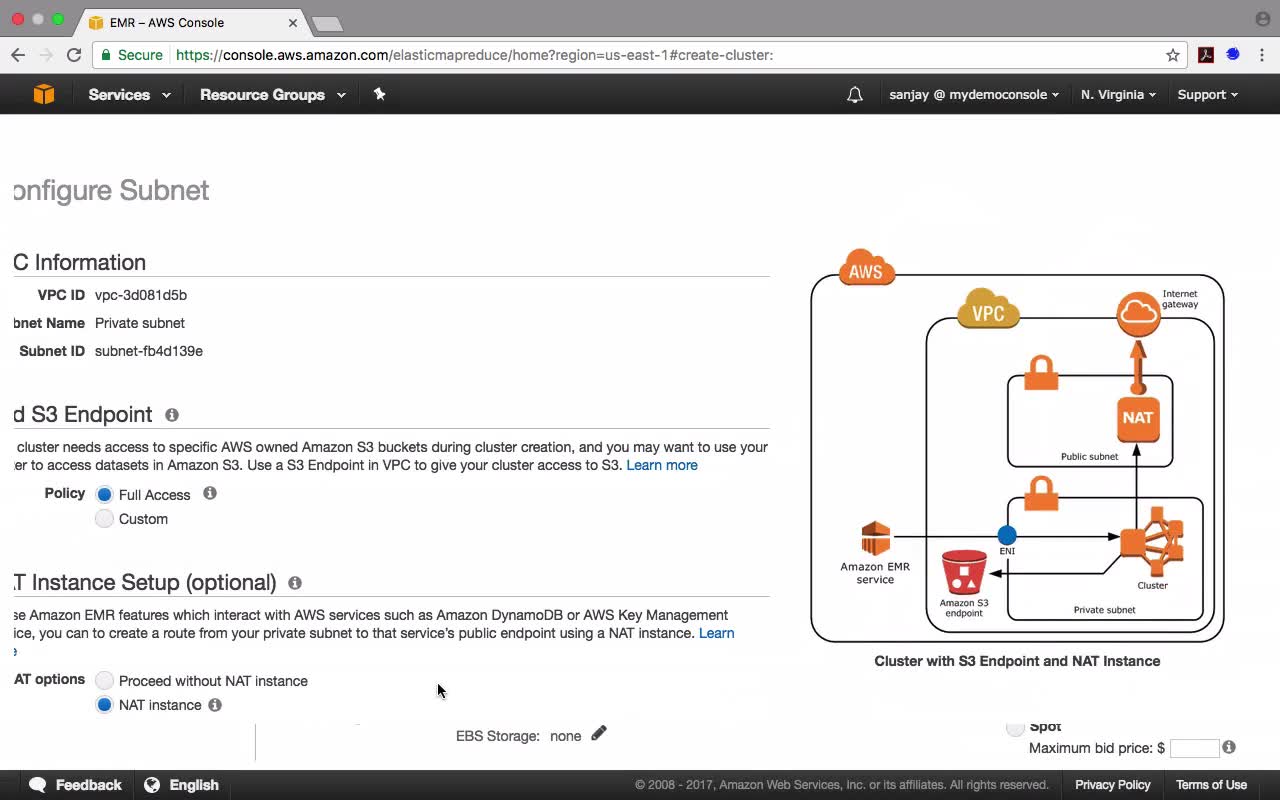 EMR – AWS Console
Secure https://console.aws.amazon.com/elasticmapreduce/home?region=us-east-1#create-cluster:
Services Resource Groups sanjay @ mydemoconsole N. Virginia Support
onfigure Subnet
C Information
VPC ID vpc-3d081d5b
bnet Name Private subnet
Subnet ID subnet-fb4d139e
d S3 Endpoint
cluster needs access to specific AWS owned Amazon S3 buckets during cluster creation, and you may want to use your
er to access datasets in Amazon S3. Use a S3 Endpoint in VPC to give your cluster access to S3. Learn more
Policy Full Access
Custom
T Instance Setup (optional)
se Amazon EMR features which interact with AWS services such as Amazon DynamoDB or AWS Key Management
ice, you can to create a route from your private subnet to that service's public endpoint using a NAT instance. Learn
e
AT options Proceed without NAT instance
NAT instance
AWS
VPC
Internet
gateway
NAT
Public subnet
ENI
Amazon EMR
service
Amazon S3
endpoint
Cluster
Private subnet
Cluster with S3 Endpoint and NAT Instance
EBS Storage: none
Spot
Maximum bid price: $
Feedback English © 2008 - 2017, Amazon Web Services, Inc. or its affiliates. All rights reserved. Privacy Policy Terms of Use